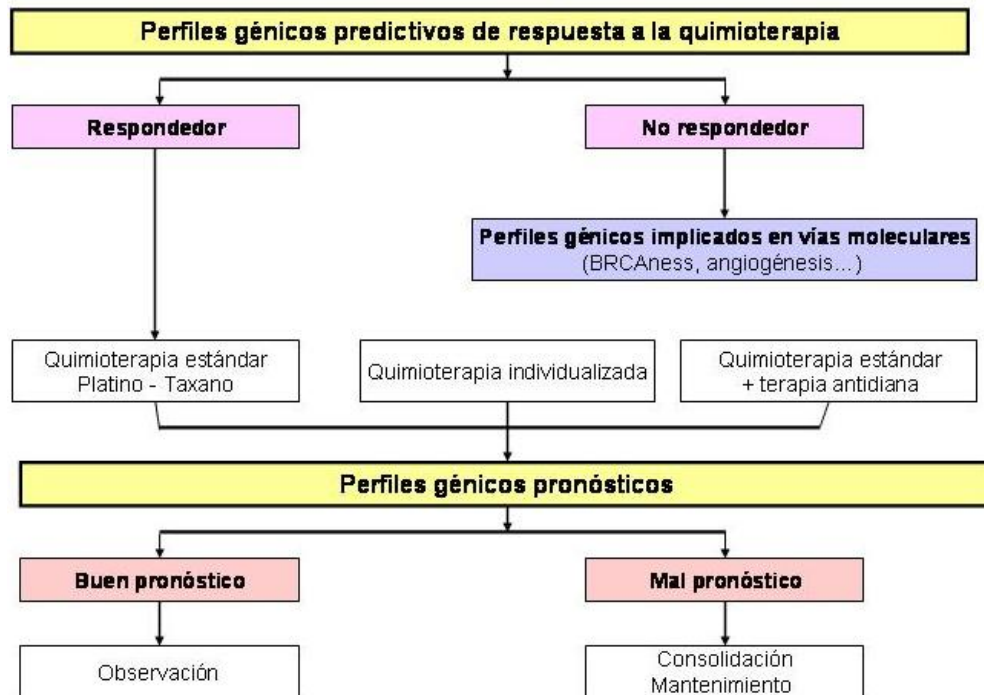 Perfiles génicos predictivos de respuesta a la quimioterapia
Respondedor
No respondedor
Perfiles génicos implicados en vías moleculares
(BRCAness, angiogénesis...)
Quimioterapia estándar
Platino - Taxano
Quimioterapia individualizada
Quimioterapia estándar
+ terapia antidiana
Perfiles génicos pronósticos
Buen pronóstico
Mal pronóstico
Observación
Consolidación
Mantenimiento